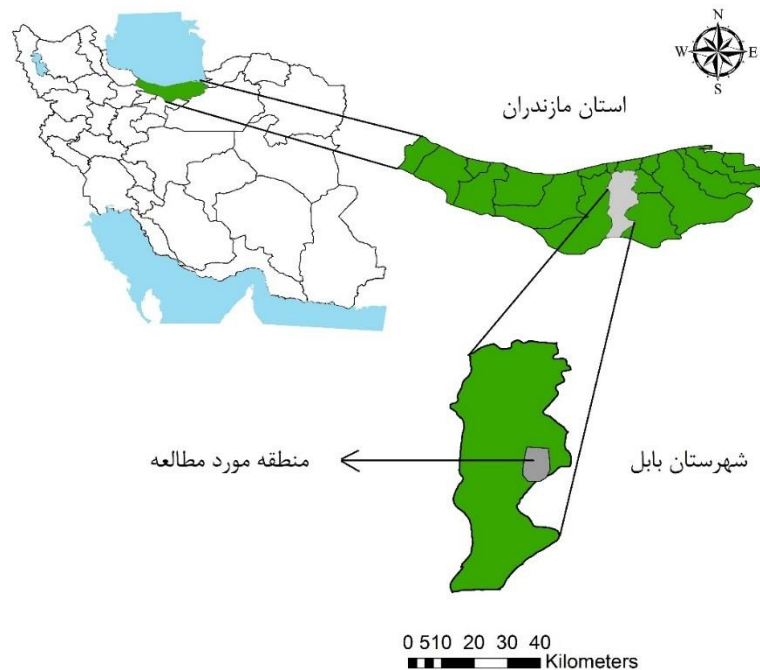 N
W E
S
استان مازندران
منطقه مورد مطالعه
شهرستان بابل
0 5 10 20 30 40
Kilometers